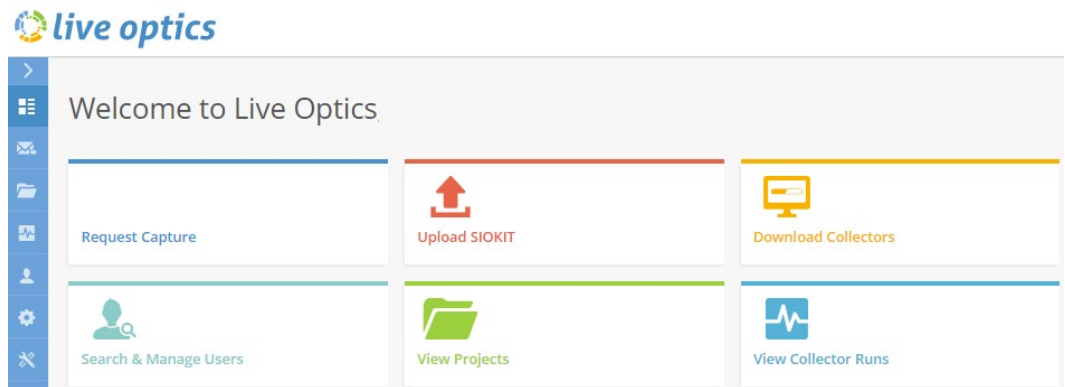 live optics
Welcome to Live Optics,
Request Capture
Upload SIOKIT
Download Collectors
Search & Manage Users
View Projects
View Collector Runs